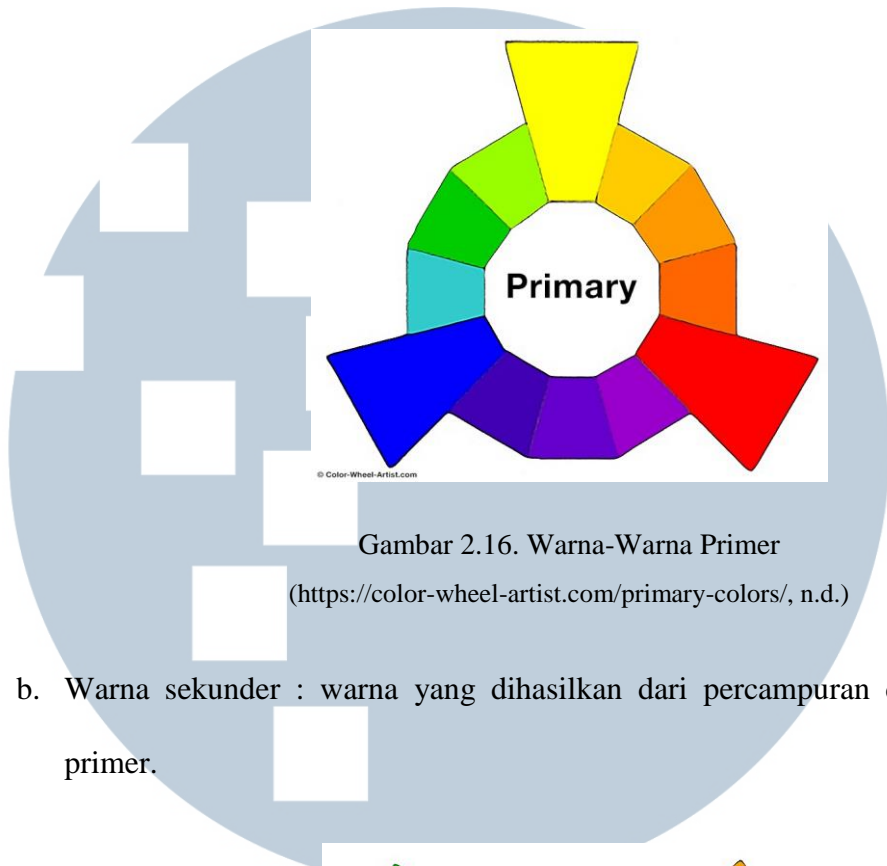 Primary
© Color-Wheel-Artist.com
Gambar 2.16. Warna-Warna Primer
(https://color-wheel-artist.com/primary-colors/, n.d.)
b. Warna sekunder : warna yang dihasilkan dari percampuran
primer.